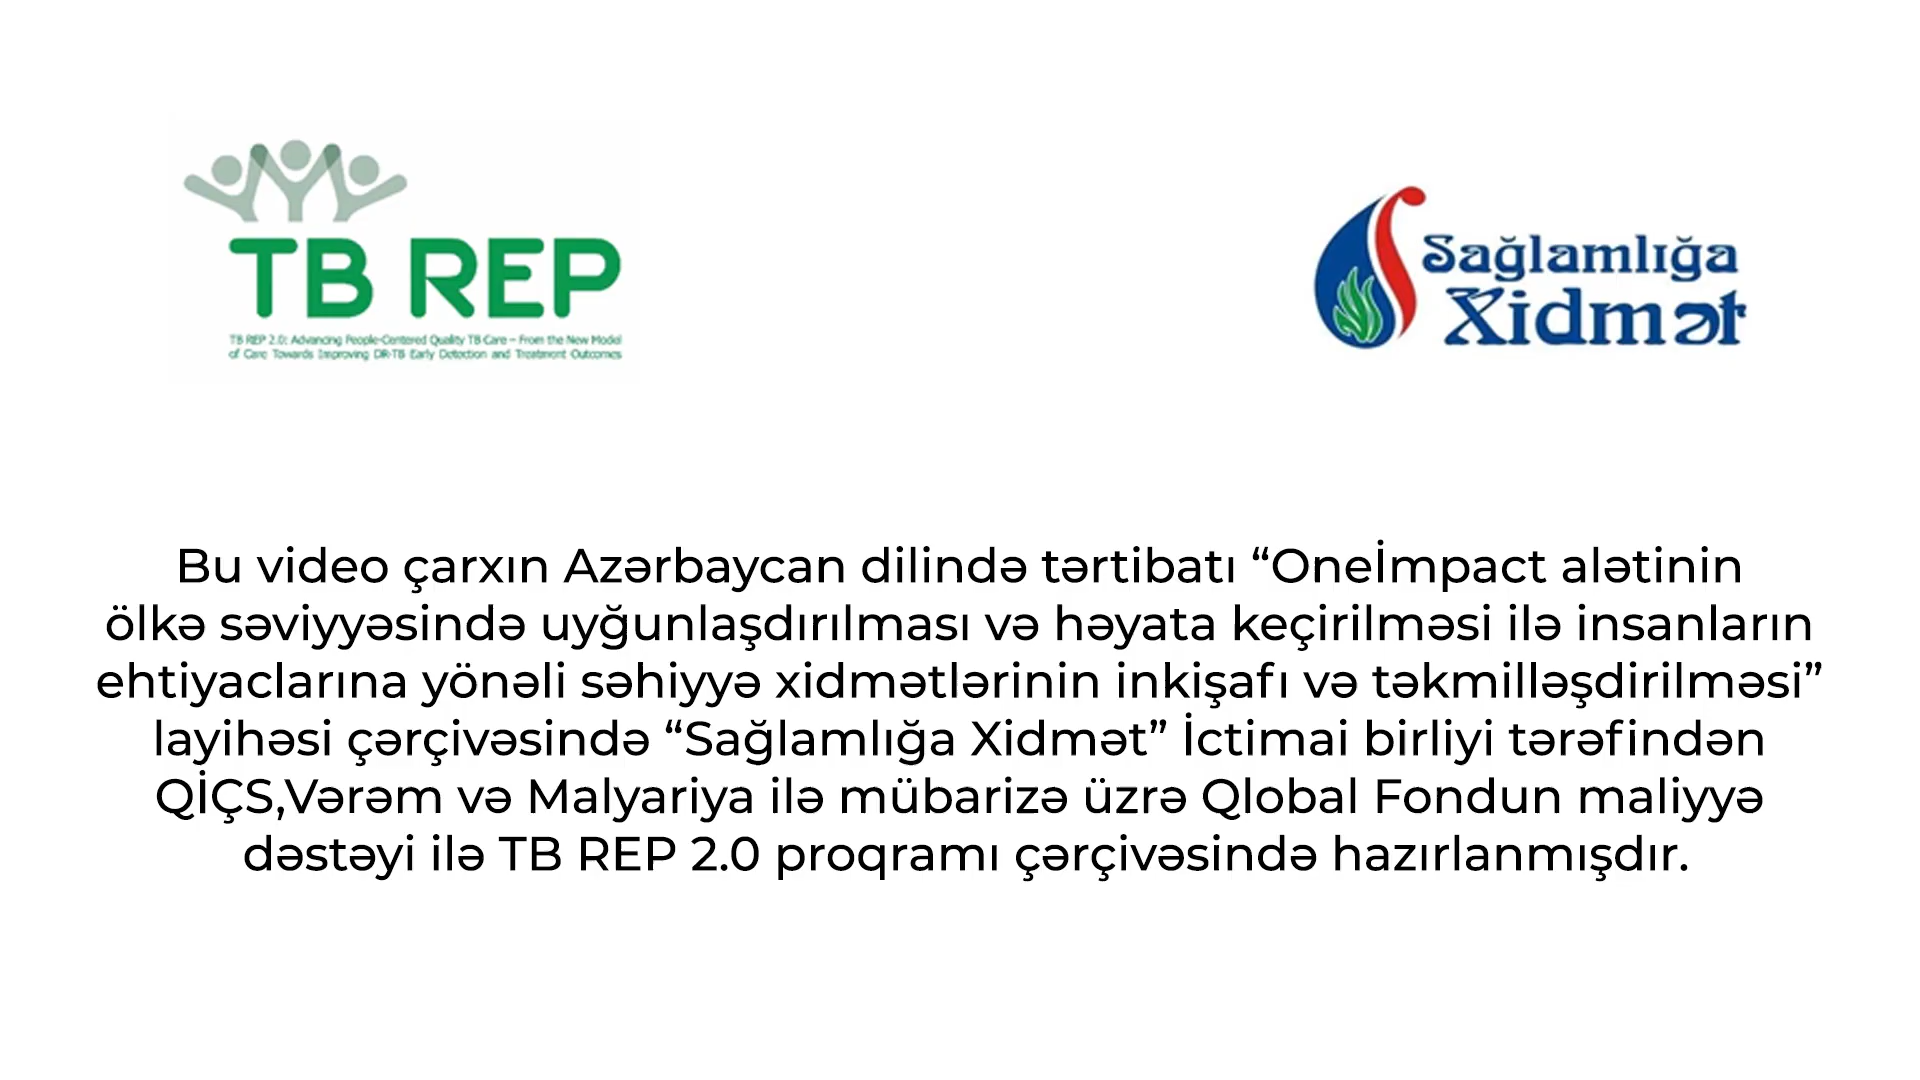 TB REP
TB REP 2.0: Advancing People-Centered Quality TB Care – From the New Model
of Care Towards Improving DR-TB Early Detection and Treatment Outcomes
Sağlamlığa
Xidmət
Bu video çarxın Azərbaycan dilində tərtibatı “Oneİmpact alətinin
ölkə səviyyəsində uyğunlaşdırılması və həyata keçirilməsi ilə insanların
ehtiyaclarına yönəli səhiyyə xidmətlərinin inkişafı və təkmilləşdirilməsi”
layihəsi çərçivəsində “Sağlamlığa Xidmət” İctimai birliyi tərəfindən
QİÇS,Vərəm və Malyariya ilə mübarizə üzrə Qlobal Fondun maliyyə
dəstəyi ilə TB REP 2.0 proqramı çərçivəsində hazırlanmışdır.